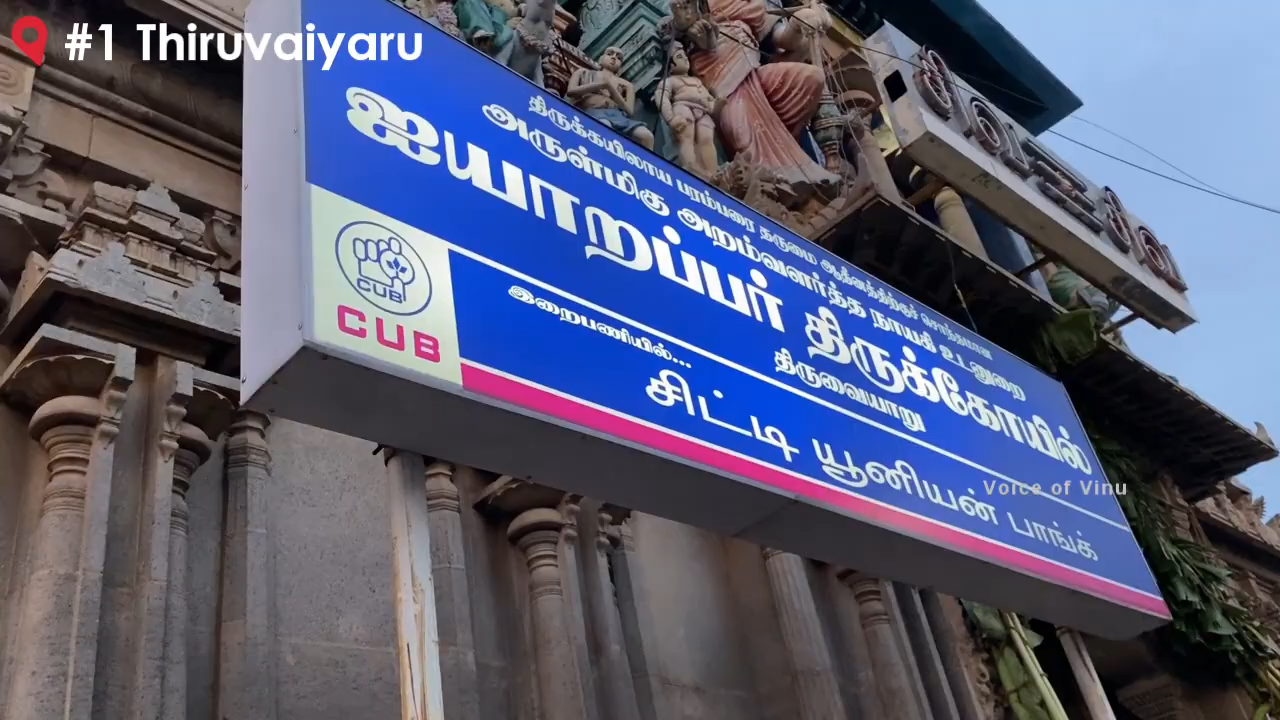 #1 Thiruvaiyaru
சிவமயம்
திருக்கயிலாய பரம்பரை தருமை ஆதீனத்திற்குச் சொந்தமான
அருள்மிகு அறம்வளர்த்த நாயகி உடனுறை
ஐயாறப்பர் திருக்கோயில்
திருவையாறு
இறைபணியில்...
சிட்டி யூனியன் பாங்க்
CUB
CUB
Voice of Vinu